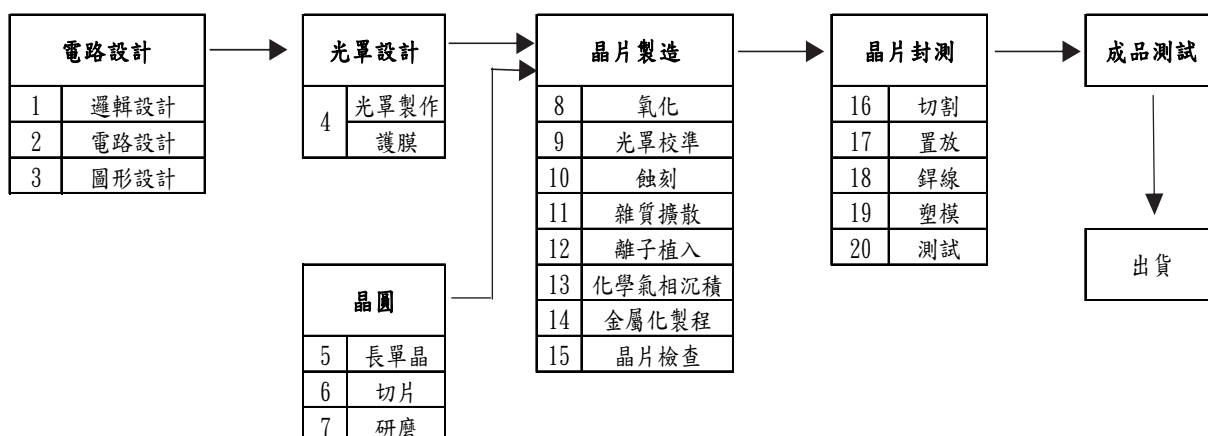 電路設計
1 邏輯設計
2 電路設計
3 圖形設計
光罩設計
4 光罩製作
護膜
晶圓
5 長單晶
6 切片
7 研磨
晶片製造
8 氧化
9 光罩校準
10 蝕刻
11 雜質擴散
12 離子植入
13 化學氣相沉積
14 金屬化製程
15 晶片檢查
晶片封測
16 切割
17 置放
18 銲線
19 塑模
20 測試
成品測試
出貨